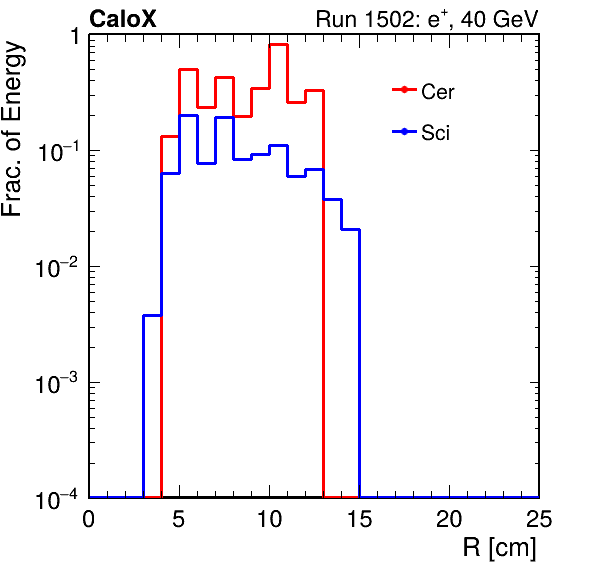 CaloX
Run 1502: e+, 40 GeV
Frac. of Energy
1
10−1
10−2
10−3
10−4
Cer
Sci
0 5 10 15 20 25
R [cm]